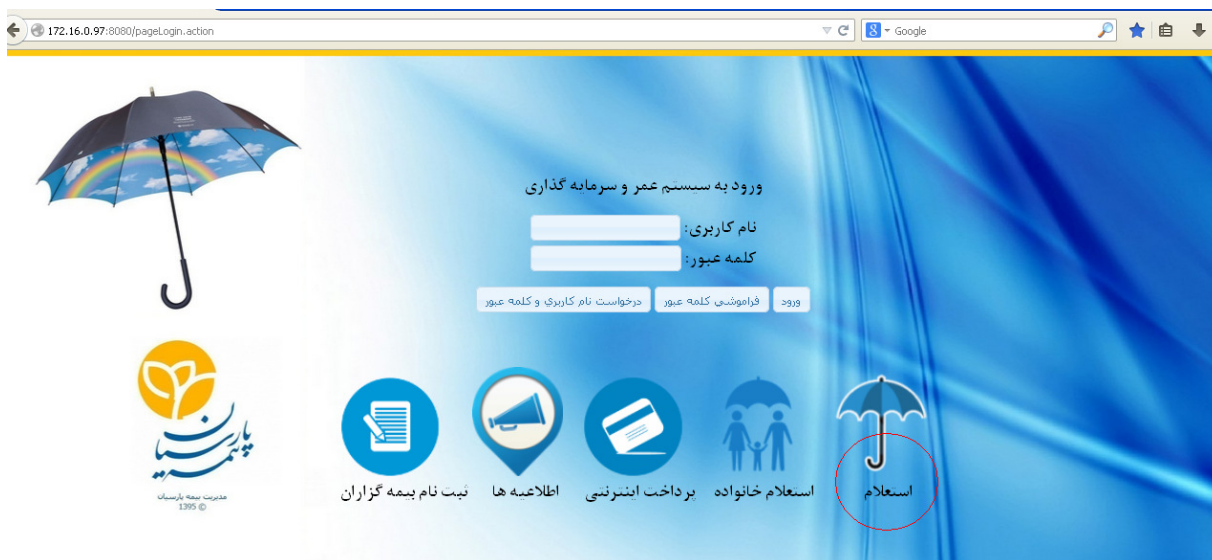 172.16.0.97:8080/pageLogin.action
Google
ورود به سیستم عمر و سرمایه گذاری
نام کاربری:
کلمه عبور:
ورود فراموشی کلمه عبور درخواست نام کاربري و کلمه عبور
استعلام استعلام خانواده پرداخت اینترنتی اطلاعیه ها ثبت نام بیمه گزاران
بیمه پارسیان
مدیریت بیمه پارسیان
1395 ©